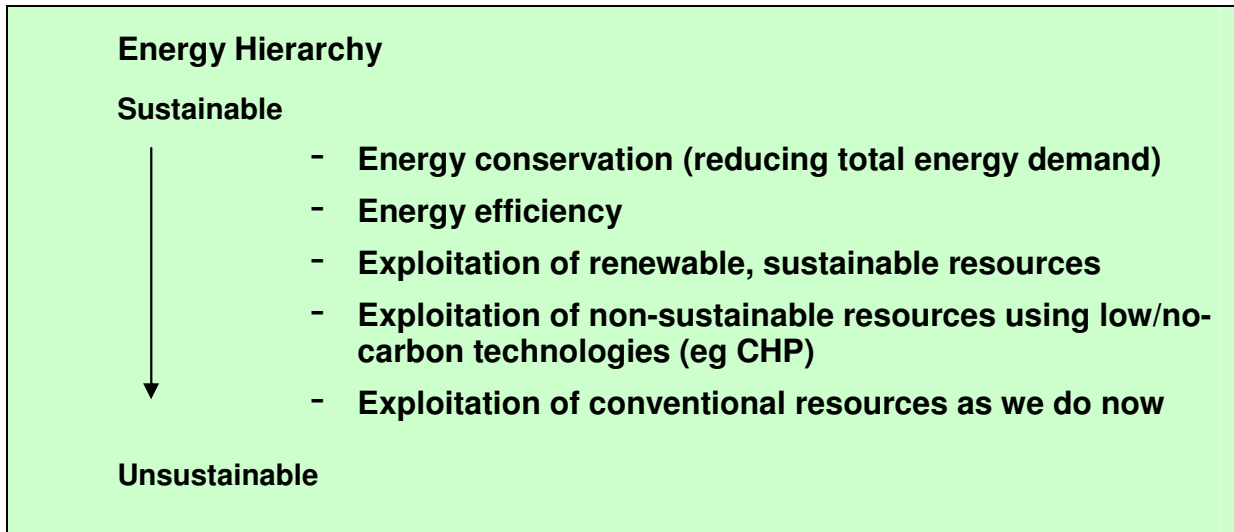 Energy Hierarchy
Sustainable
- Energy conservation (reducing total energy demand)
- Energy efficiency
- Exploitation of renewable, sustainable resources
- Exploitation of non-sustainable resources using low/no-
carbon technologies (eg CHP)
- Exploitation of conventional resources as we do now
Unsustainable